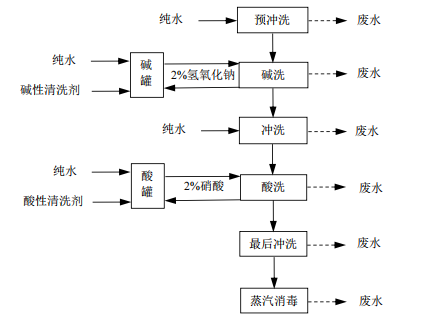 纯水 预冲洗 废水
纯水
碱罐 2%氢氧化钠 碱洗 废水
碱性清洗剂
纯水 冲洗 废水
纯水
酸罐 2%硝酸 酸洗 废水
酸性清洗剂
最后冲洗 废水
蒸汽消毒 废水